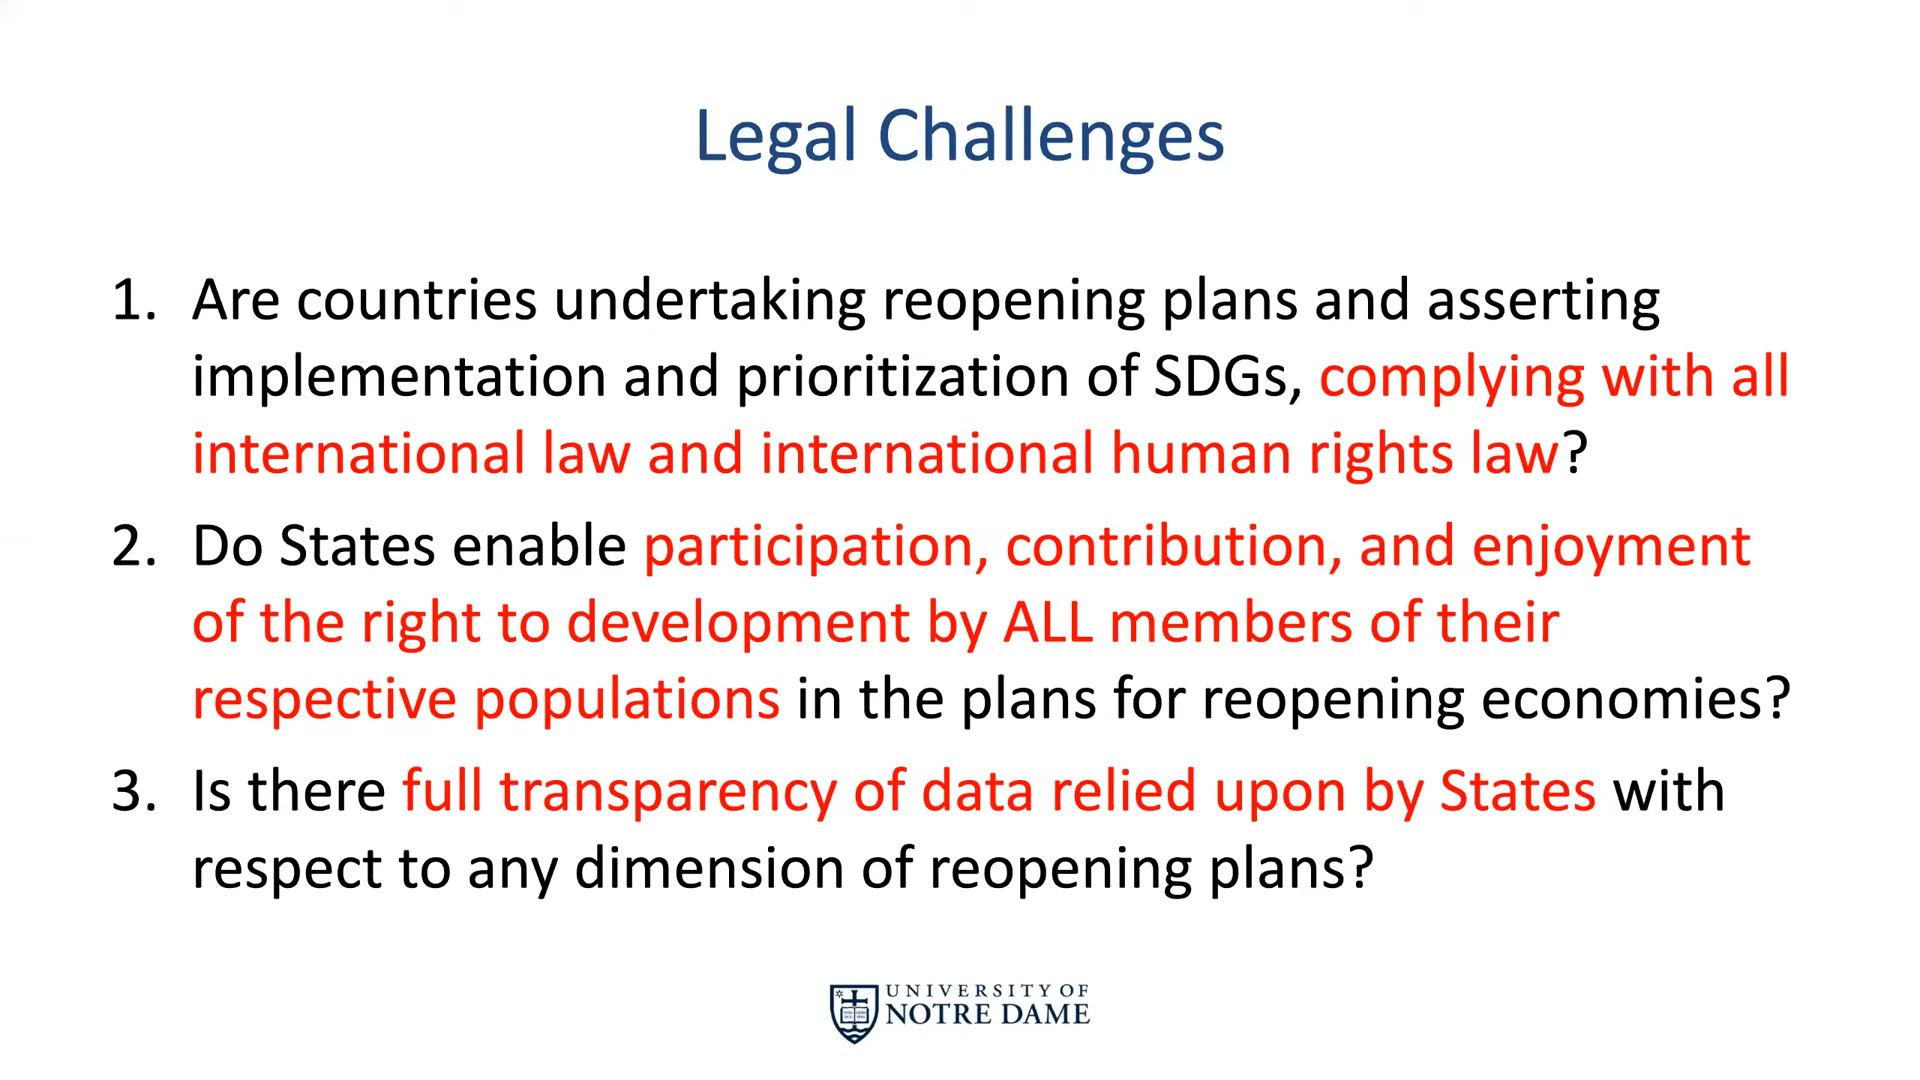 Legal Challenges
1. Are countries undertaking reopening plans and asserting
implementation and prioritization of SDGs, complying with all
international law and international human rights law?
2. Do States enable participation, contribution, and enjoyment
of the right to development by ALL members of their
respective populations in the plans for reopening economies?
3. Is there full transparency of data relied upon by States with
respect to any dimension of reopening plans?
UNIVERSITY OF
NOTRE DAME